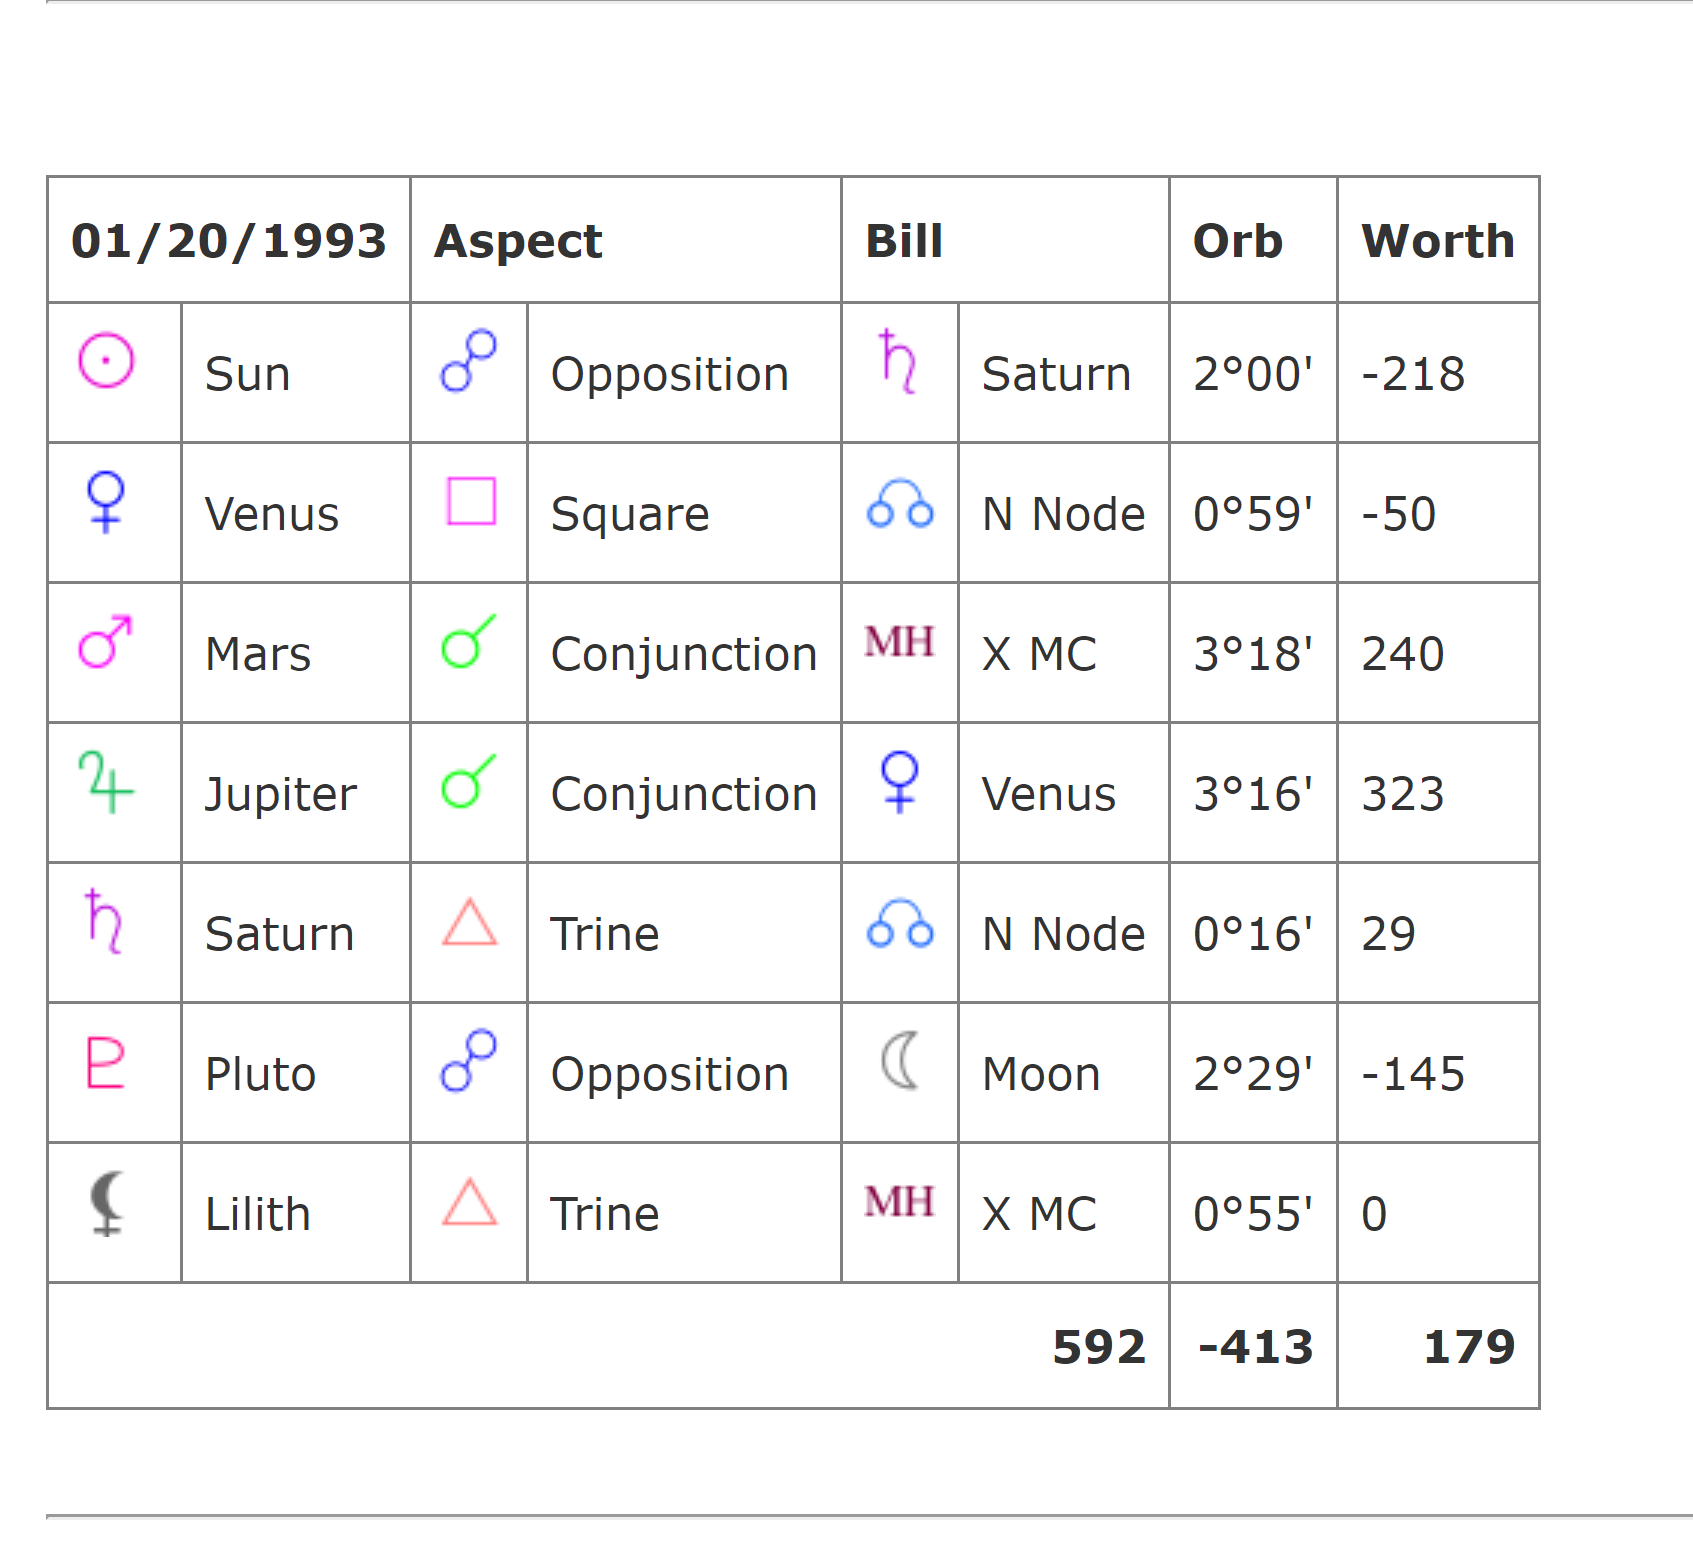 01/20/1993 Aspect Bill Orb Worth
Sun Opposition Saturn 2°00' -218
Venus Square N Node 0°59' -50
Mars Conjunction MH X MC 3°18' 240
Jupiter Conjunction Venus 3°16' 323
Saturn Trine N Node 0°16' 29
Pluto Opposition Moon 2°29' -145
Lilith Trine MH X MC 0°55' 0
592 -413 179